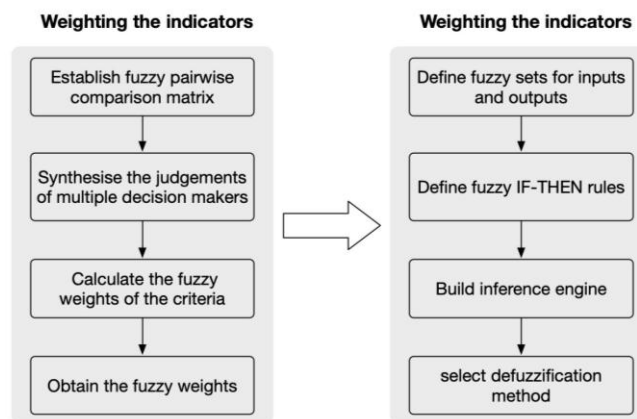 Weighting the indicators
Establish fuzzy pairwise
comparison matrix
Synthesise the judgements
of multiple decision makers
Calculate the fuzzy
weights of the criteria
Obtain the fuzzy weights
Weighting the indicators
Define fuzzy sets for inputs
and outputs
Define fuzzy IF-THEN rules
Build inference engine
select defuzzification
method